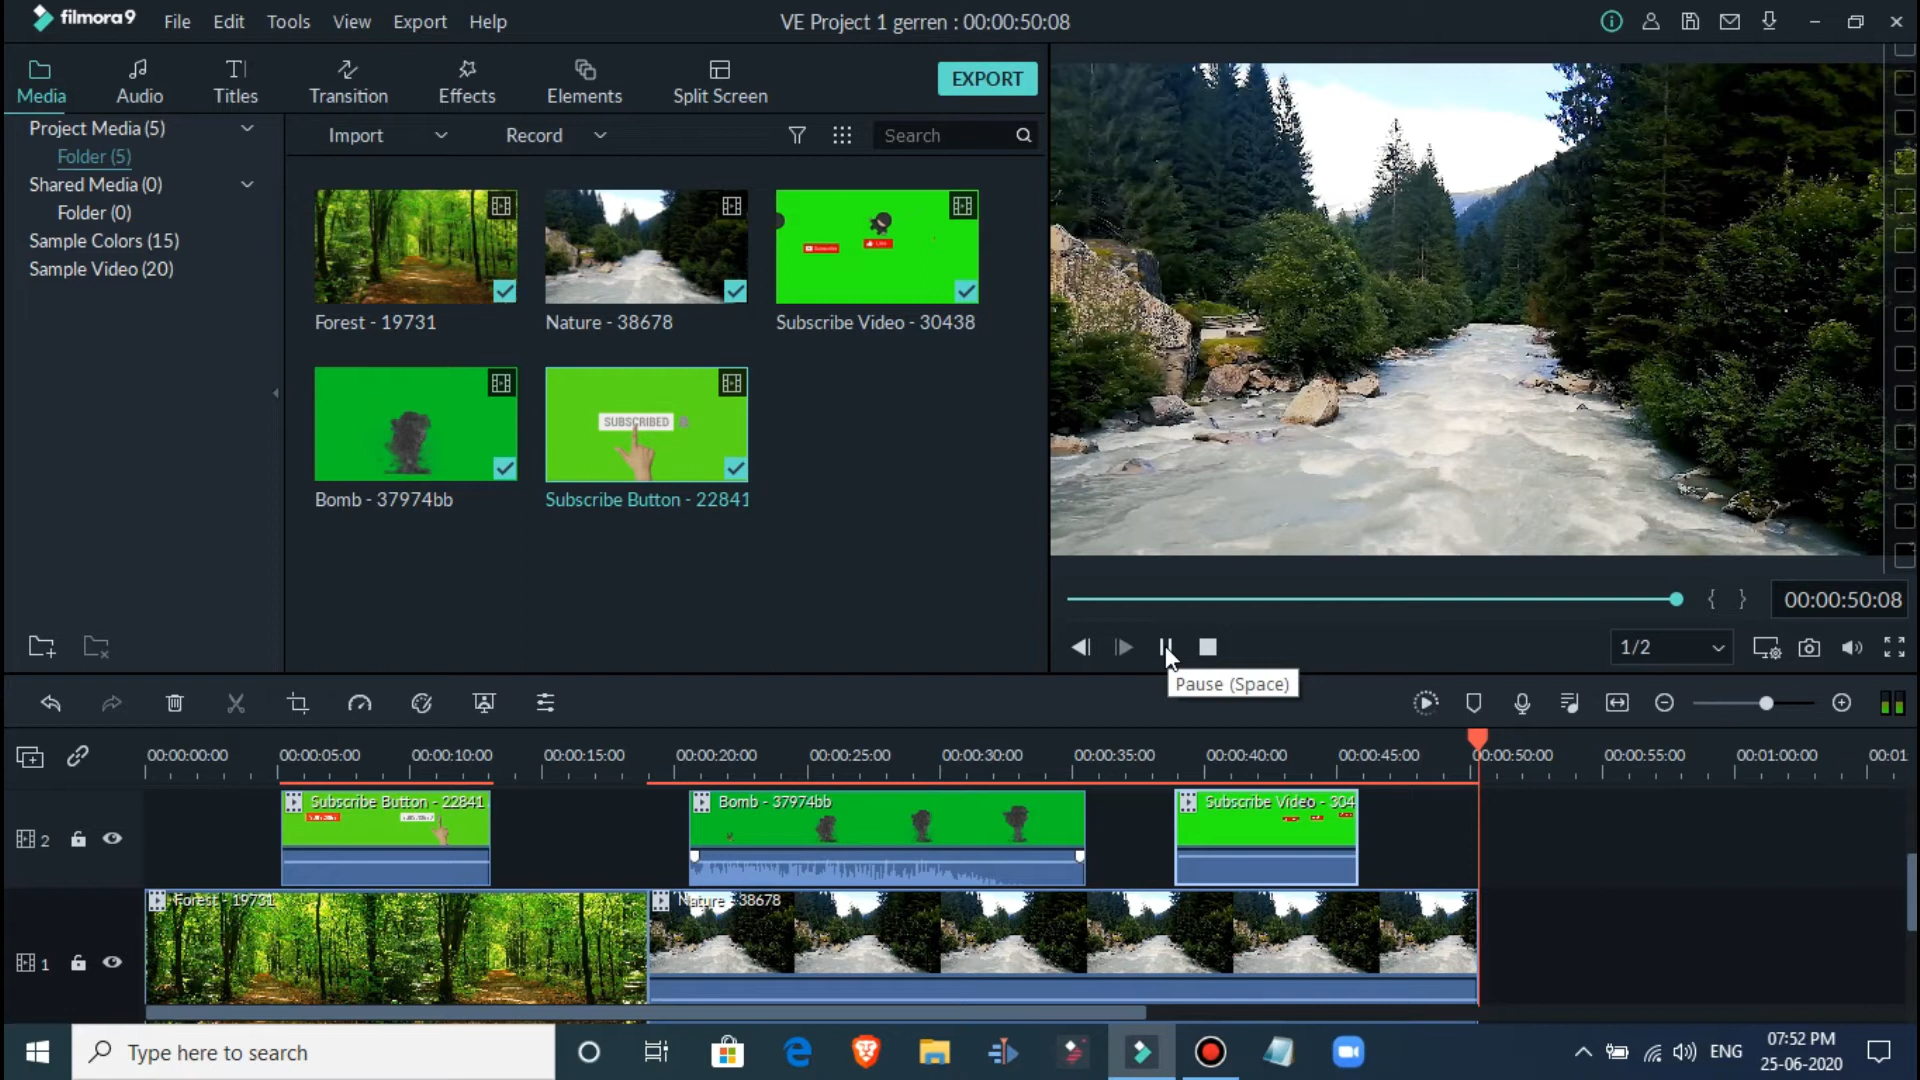 filmora9 File Edit Tools View Export Help VE Project 1 gerren : 00:00:50:08
Media Audio Titles Transition Effects Elements Split Screen EXPORT
Project Media (5)
Folder (5)
Shared Media (0)
Folder (0)
Sample Colors (15)
Sample Video (20)
Import Record Search
Forest - 19731 Nature - 38678 Subscribe Video - 30438
SUBSCRIBED
Bomb - 37974bb Subscribe Button - 22841
00:00:50:08
1/2
Pause (Space)
00:00:00:00 00:00:05:00 00:00:10:00 00:00:15:00 00:00:20:00 00:00:25:00 00:00:30:00 00:00:35:00 00:00:40:00 00:00:45:00 00:00:50:00 00:00:55:00 00:01:00:00 00:01
Subscribe Button - 22841 Bomb - 37974bb Subscribe Video - 304
2
Forest - 19731 Nature - 38678
1
Type here to search
ENG
07:52 PM
25-06-2020